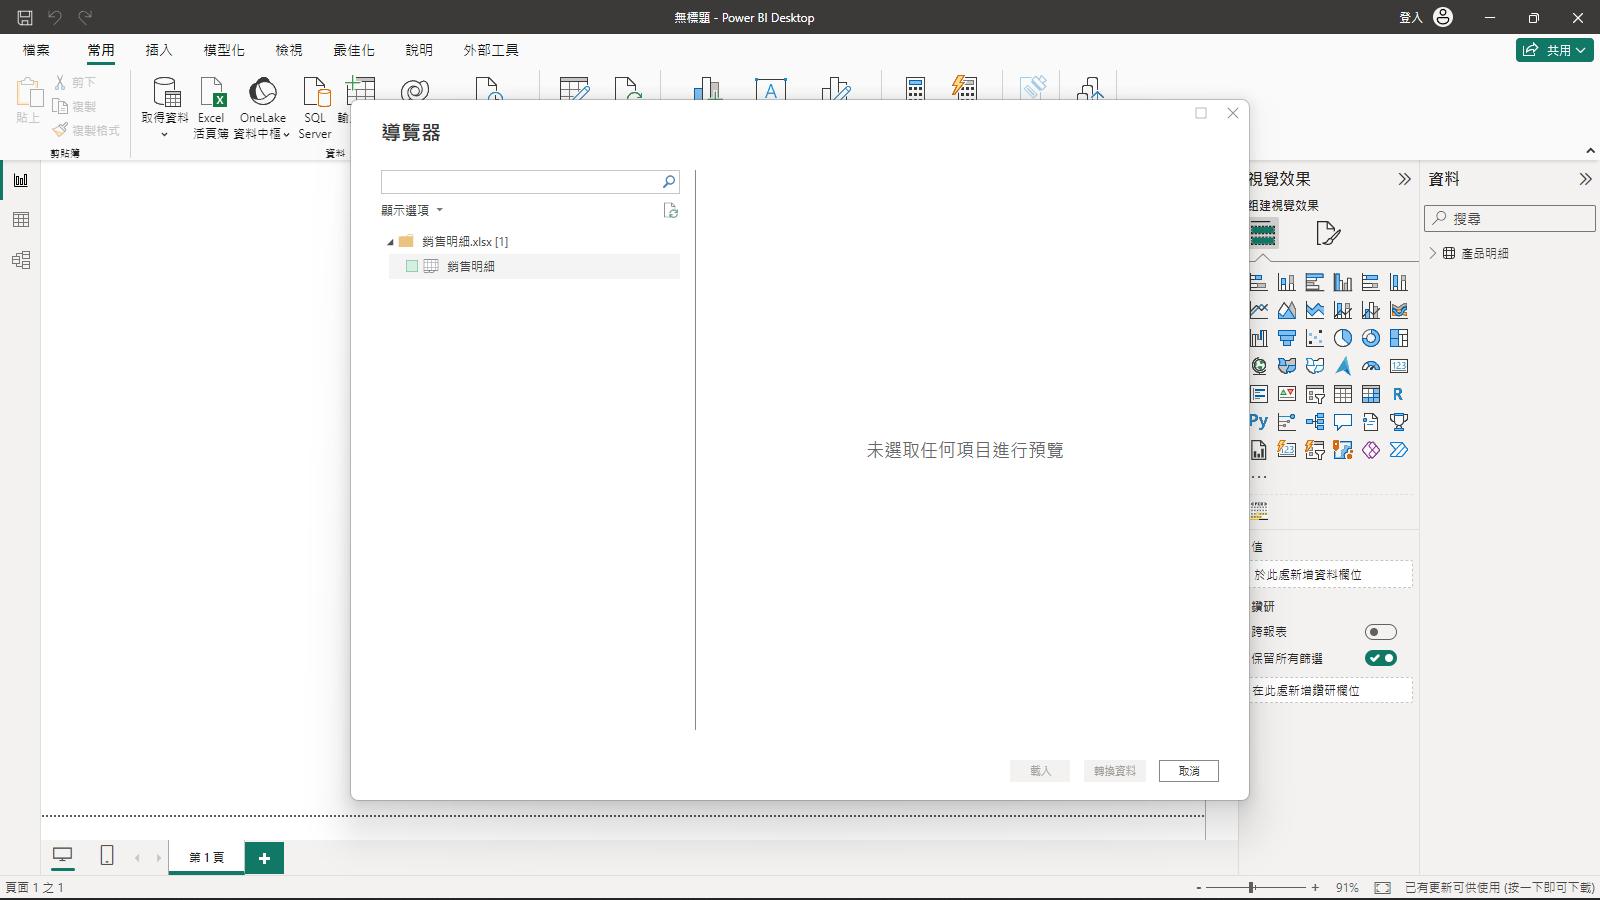 無標題 - Power BI Desktop
登入
檔案
常用
插入
模型化
檢視
最佳化
說明
外部工具
共用
貼上
剪下
複製
複製格式
剪貼簿
取得資料
Excel
活頁簿
OneLake
資料中樞
SQL
Server
資料
導覽器
顯示選項
銷售明細.xlsx [1]
銷售明細
未選取任何項目進行預覽
載入
轉換資料
取消
視覺效果
組建視覺效果
123
R
Py
123
...
值
於此處新增資料欄位
鑽研
跨報表
保留所有篩選
在此處新增鑽研欄位
資料
搜尋
產品明細
第 1 頁
頁面 1 之 1
- + 91%
已有更新可供使用 (按一下即可下載)